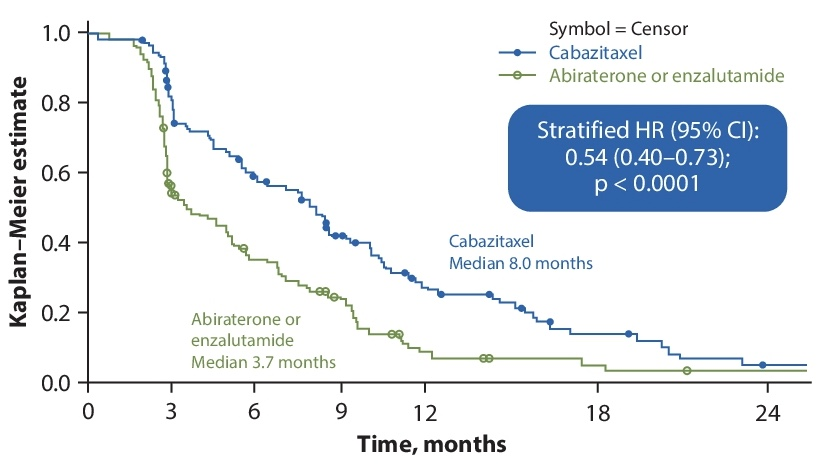 Symbol = Censor
Cabazitaxel
Abiraterone or enzalutamide
Stratified HR (95% CI):
0.54 (0.40–0.73);
p < 0.0001
Kaplan–Meier estimate
1.0
0.8
0.6
0.4
0.2
0.0
Cabazitaxel
Median 8.0 months
Abiraterone or
enzalutamide
Median 3.7 months
0 3 6 9 12 18 24
Time, months